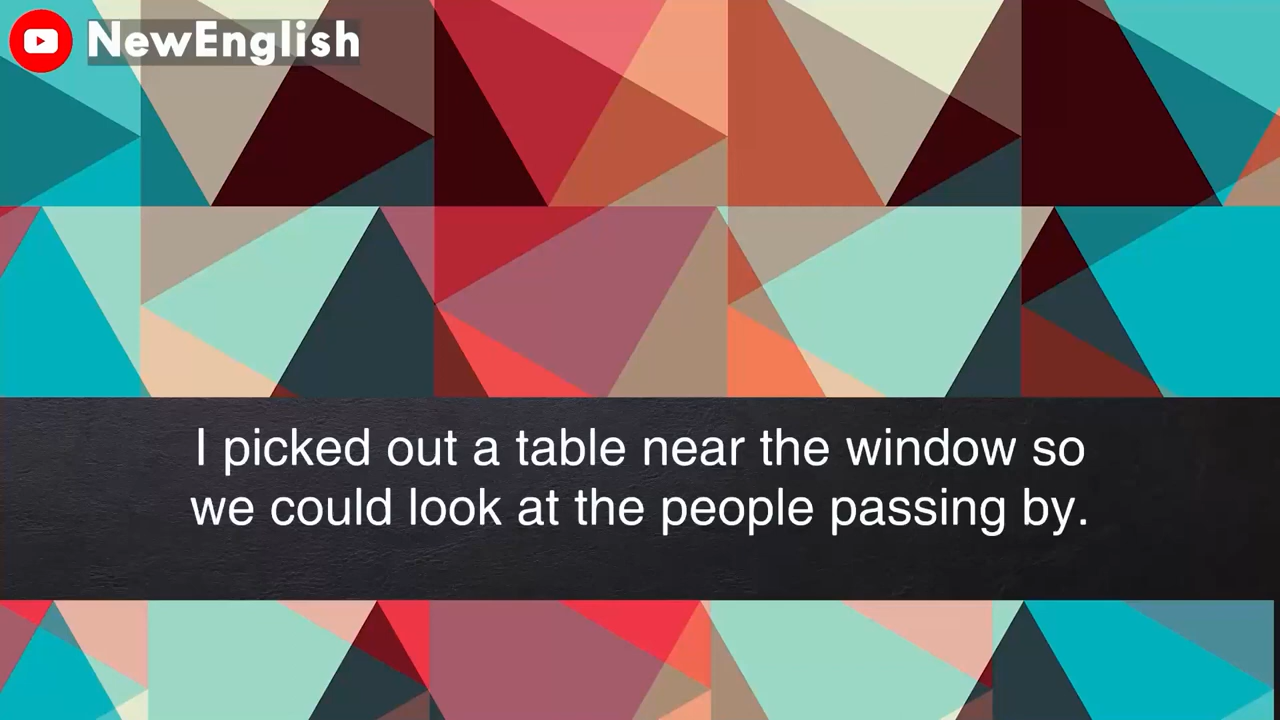 NewEnglish
I picked out a table near the window so
we could look at the people passing by.